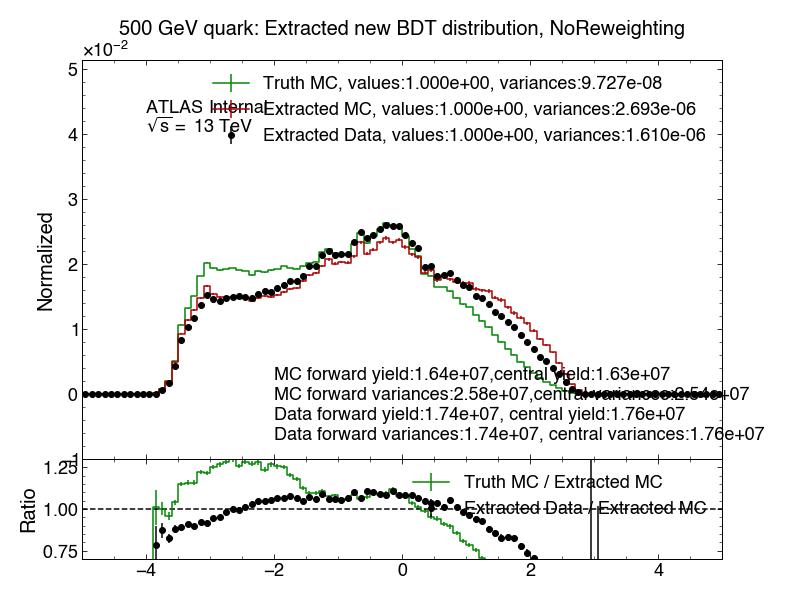 500 GeV quark: Extracted new BDT distribution, NoReweighting
×10⁻²
Truth MC, values:1.000e+00, variances:9.727e-08
ATLAS Internal
Extracted MC, values:1.000e+00, variances:2.693e-06
√s = 13 TeV
Extracted Data, values:1.000e+00, variances:1.610e-06
5
4
3
2
1
0
Normalized
MC forward yield:1.64e+07,central yield:1.63e+07
MC forward variances:2.58e+07,central variances:2.54e+07
Data forward yield:1.74e+07, central yield:1.76e+07
Data forward variances:1.74e+07, central variances:1.76e+07
1.25
1.00
0.75
Ratio
Truth MC / Extracted MC
Extracted Data / Extracted MC
−4 −2 0 2 4